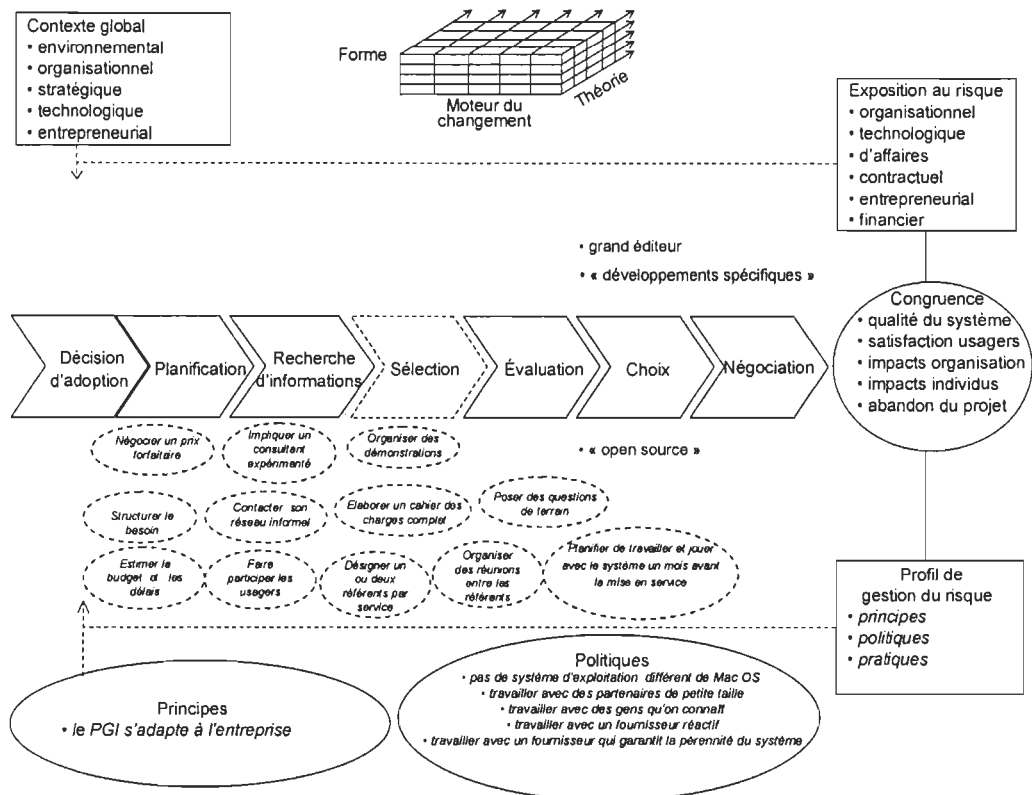 Contexte global
• environnemental
• organisationnel
• stratégique
• technologique
• entrepreneurial
Forme
Moteur du
changement
Théorie
Exposition au risque
• organisationnel
• technologique
• d'affaires
• contractuel
• entrepreneurial
• financier
• grand éditeur
• « développements spécifiques »
Décision
d'adoption
Planification
Recherche
d'informations
Sélection
Évaluation
Choix
Négociation
Congruence
• qualité du système
• satisfaction usagers
• impacts organisation
• impacts individus
• abandon du projet
• « open source »
Négocier un prix
forfaitaire
Impliquer un
consultant
expérimenté
Organiser des
démonstrations
Structurer le
besoin
Contacter son
réseau informel
Elaborer un cahier des
charges complet
Poser des questions
de terrain
Estimer le
budget et les
délais
Faire
participer les
usagers
Désigner un
ou deux
référents par
service
Organiser
des réunions
entre les
référents
Planifier de travailler et jouer
avec le système un mois avant
la mise en service
Profil de
gestion du risque
• principes
• politiques
• pratiques
Principes
• le PGI s'adapte à l'entreprise
Politiques
• pas de système d'exploitation différent de Mac OS
• travailler avec des partenaires de petite taille
• travailler avec des gens qu'on connaît
• travailler avec un fournisseur réactif
• travailler avec un fournisseur qui garantit la pérennité du système